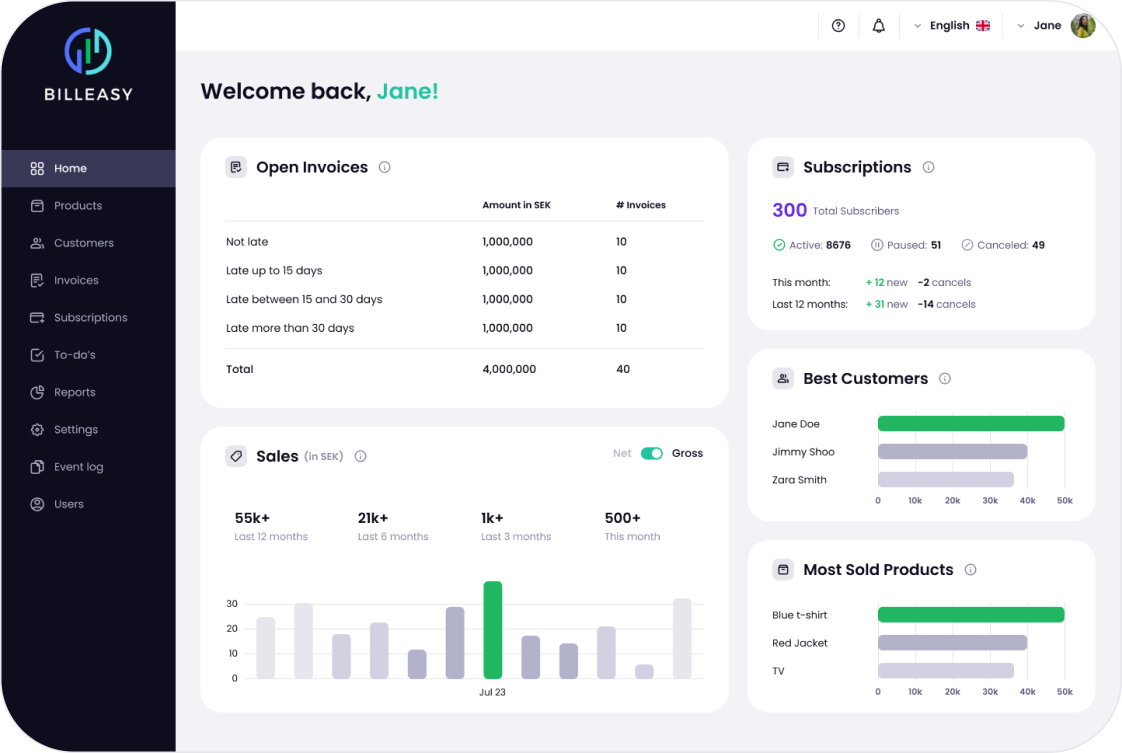 BILLEASY
Home
Products
Customers
Invoices
Subscriptions
To-do's
Reports
Settings
Event log
Users
English
Jane
Welcome back, Jane!
Open Invoices
Amount in SEK # Invoices
Not late 1,000,000 10
Late up to 15 days 1,000,000 10
Late between 15 and 30 days 1,000,000 10
Late more than 30 days 1,000,000 10
Total 4,000,000 40
Sales (in SEK)
Net Gross
55k+ 21k+ 1k+ 500+
Last 12 months Last 6 months Last 3 months This month
30
20
10
0
Jul 23
Subscriptions
300 Total Subscribers
Active: 8676 Paused: 51 Canceled: 49
This month: + 12 new -2 cancels
Last 12 months: + 31 new -14 cancels
Best Customers
Jane Doe
Jimmy Shoo
Zara Smith
0 10k 20k 30k 40k 50k
Most Sold Products
Blue t-shirt
Red Jacket
TV
0 10k 20k 30k 40k 50k